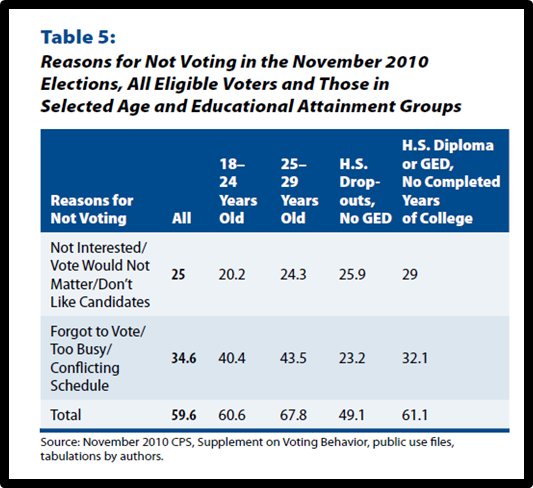 Table 5:
Reasons for Not Voting in the November 2010
Elections, All Eligible Voters and Those in
Selected Age and Educational Attainment Groups
Reasons for
Not Voting
All
18–
24
Years
Old
25–
29
Years
Old
H.S.
Drop-
outs,
No GED
H.S. Diploma
or GED,
No Completed
Years
of College
Not Interested/
Vote Would Not
Matter/Don't
Like Candidates
25 20.2 24.3 25.9 29
Forgot to Vote/
Too Busy/
Conflicting
Schedule
34.6 40.4 43.5 23.2 32.1
Total 59.6 60.6 67.8 49.1 61.1
Source: November 2010 CPS, Supplement on Voting Behavior, public use files,
tabulations by authors.